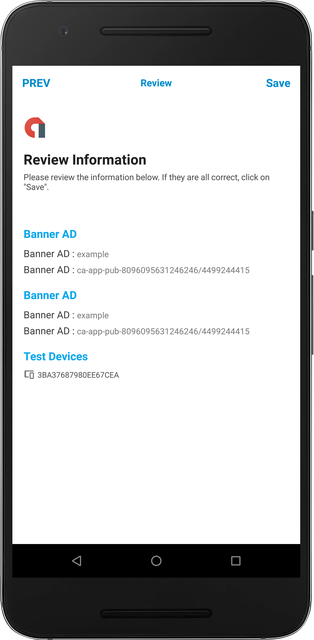 PREV Review Save
Review Information
Please review the information below. If they are all correct, click on
"Save".
Banner AD
Banner AD : example
Banner AD : ca-app-pub-8096095631246246/4499244415
Banner AD
Banner AD : example
Banner AD : ca-app-pub-8096095631246246/4499244415
Test Devices
3BA37687980EE67CEA